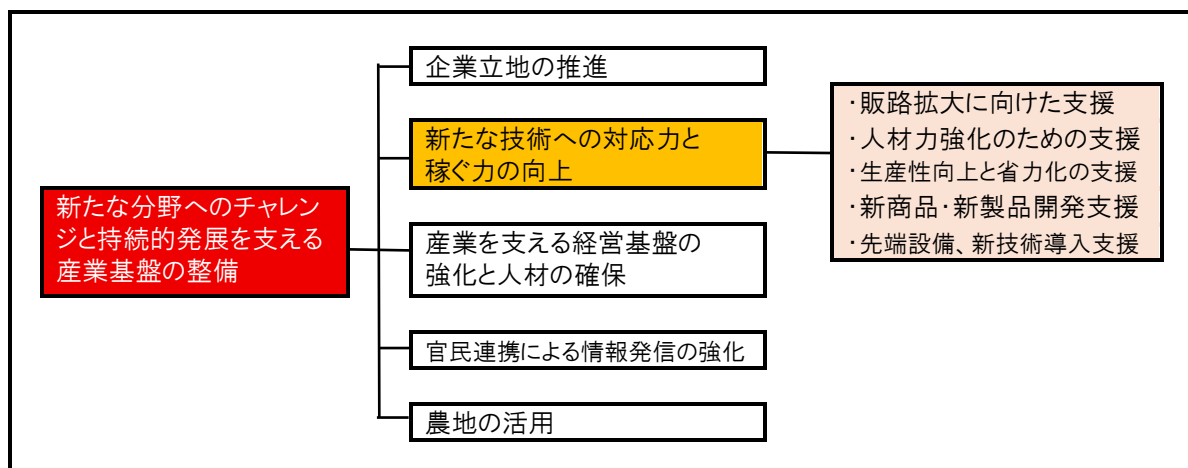 新たな分野へのチャレン
ジと持続的発展を支える
産業基盤の整備
企業立地の推進
新たな技術への対応力と
稼ぐ力の向上
産業を支える経営基盤の
強化と人材の確保
官民連携による情報発信の強化
農地の活用
・販路拡大に向けた支援
・人材力強化のための支援
・生産性向上と省力化の支援
・新商品・新製品開発支援
・先端設備、新技術導入支援